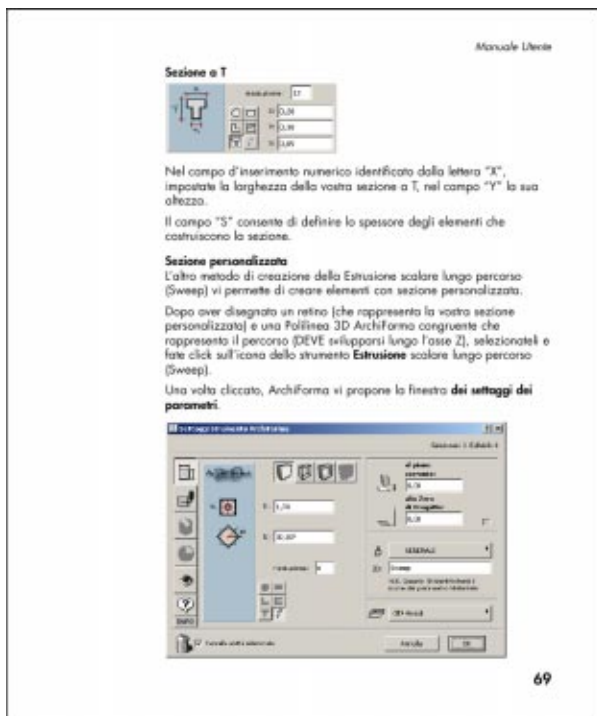 Manuale Utente
Sezione a T
Nel campo d'inserimento numerico identificato dalla lettera "X",
impostate la larghezza della vostra sezione a T, nel campo "Y" la sua
altezza.
Il campo "S" consente di definire lo spessore degli elementi che
costruiscono la sezione.
Sezione personalizzata
L'altro metodo di creazione della Estrusione scalare lungo percorso
(Sweep) vi permette di creare elementi con sezione personalizzata.
Dopo aver disegnato un retino (che rappresenta la vostra sezione
personalizzata) e una Polilinea 3D ArchiForma congruente che
rappresenta il percorso (DEVE svilupparsi lungo l'asse Z), selezionateli e
fate click sull'icona dello strumento Estrusione scalare lungo percorso
(Sweep).
Una volta cliccato, ArchiForma vi propone la finestra dei settaggi dei
parametri.
al piano
GENERALE
Sweep
Annulla
OK
69